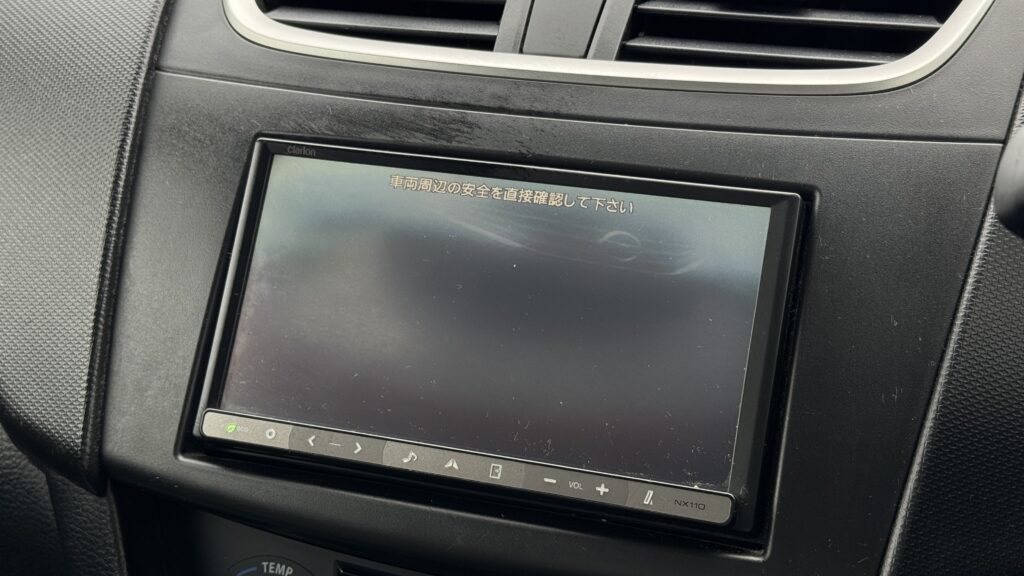 clarion
車両周辺の安全を直接確認して下さい
eco
VOL
NX110
TEMP